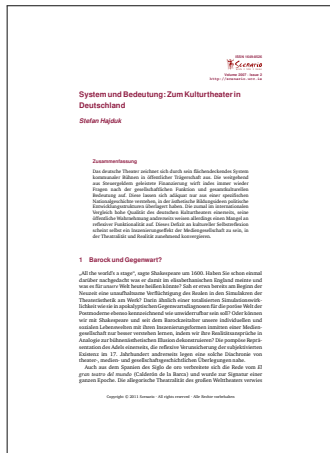 ISSN 1649-8526
Scenario
Volume 2007 · Issue 2
http://scenario.ucc.ie
System und Bedeutung: Zum Kulturtheater in
Deutschland
Stefan Hajduk
Zusammenfassung
Das deutsche Theater zeichnet sich durch sein flächendeckendes System
kommunaler Bühnen in öffentlicher Trägerschaft aus. Die weitgehend
aus Steuergeldern geleistete Finanzierung wirft indes immer wieder
Fragen nach der gesellschaftlichen Funktion und gesamtkulturellen
Bedeutung auf. Diese lassen sich adäquat nur aus einer spezifischen
Nationalgeschichte verstehen, in der ästhetische Bildungsideen politische
Entwicklungsstrukturen überlagert haben. Die zumal im internationalen
Vergleich hohe Qualität des deutschen Kulturtheaters einerseits, seine
öffentliche Wahrnehmung andererseits weisen allerdings einen Mangel an
reflexiver Funktionalität auf. Dieses Defizit an kultureller Selbstreflexion
scheint selbst ein Inszenierungseffekt der Mediengesellschaft zu sein, in
der Theatralität und Realität zunehmend konvergieren.
1 Barock und Gegenwart?
„All the world's a stage“, sagte Shakespeare um 1600. Haben Sie schon einmal
darüber nachgedacht was er damit im elisabethanischen England meinte und
was es für unsere Welt heute heißen könnte? Sah er etwa bereits am Beginn der
Neuzeit eine unaufhaltsame Verflüchtigung des Realen in den Simulakren der
Theaterästhetik am Werk? Darin ähnlich einer totalisierten Simulationswirk-
lichkeit wie sie in apokalyptischen Gegenwartsdiagnosen für die poröse Welt der
Postmoderne ebenso kennzeichnend wie unwiderrufbar sein soll? Oder können
wir mit Shakespeare und seit dem Barockzeitalter unsere individuellen und
sozialen Lebenswelten mit ihren Inszenierungsformen inmitten einer Medien-
gesellschaft nur besser verstehen lernen, indem wir ihre Realitätsansprüche in
Analogie zur bühnenästhetischen Illusion dekonstruieren? Die pompöse Reprä-
sentation des Adels einerseits, die reflexive Verunsicherung der subjektivierten
Existenz im 17. Jahrhundert andrerseits legen eine solche Diachronie von
theater-, medien- und gesellschaftsgeschichtlichen Überlegungen nahe.
Auch aus dem Spanien des Siglo de oro verbreitete sich die Rede vom El
gran teatro del mundo (Calderón de la Barca) und wurde zur Signatur einer
ganzen Epoche. Die allegorische Theatralität des großen Welttheaters verwies
Copyright © 2011 Scenario · All rights reserved · Alle Rechte vorbehalten